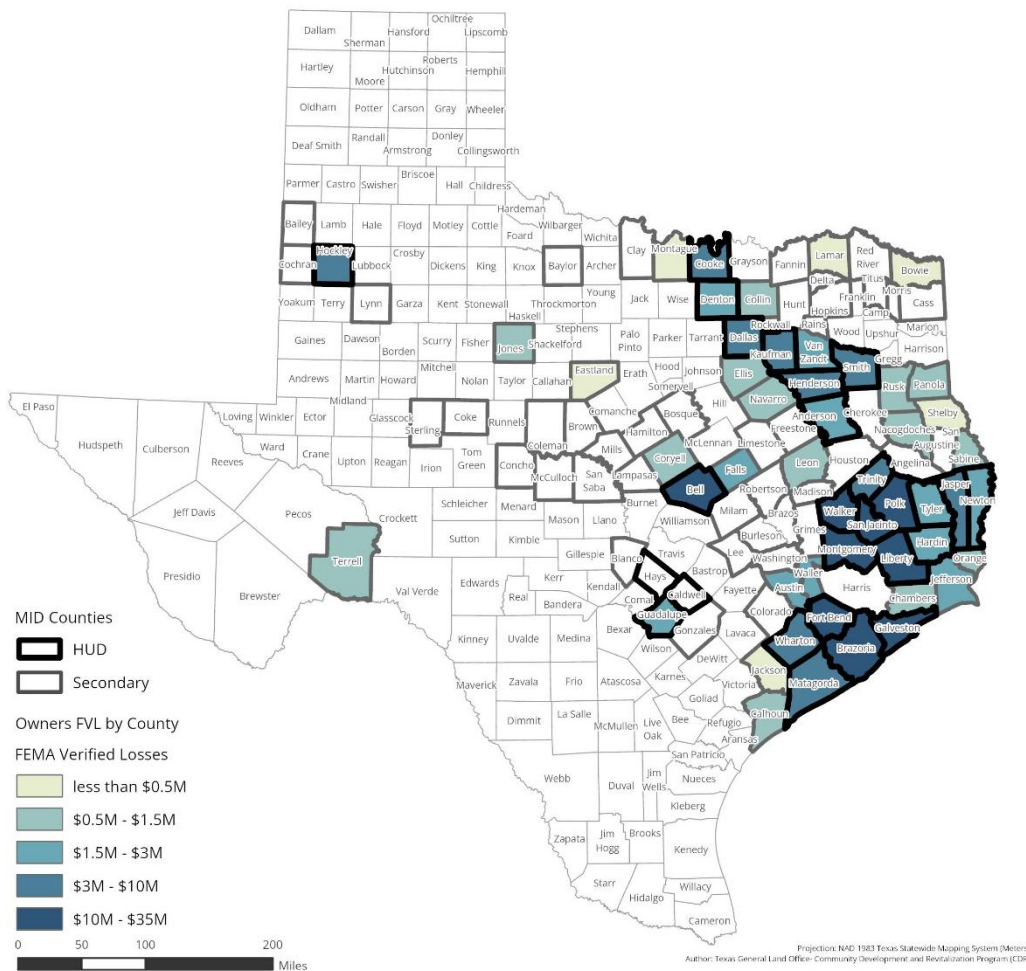 Ochiltree
Dallam
Hansford
Lipscomb
Sherman
Hartley
Roberts
Hutchinson
Hemphill
Moore
Oldham
Potter
Carson
Gray
Wheeler
Deaf Smith
Randall
Donley
Armstrong
Collingsworth
Parmer
Castro
Swisher
Briscoe
Hall
Childress
Hardeman
Bailey
Lamb
Hale
Floyd
Motley
Cottle
Wilbarger
Foard
Wichita
Clay
Montague
Cooke
Grayson
Fannin
Lamar
Red
River
Bowie
Cochran
Hockley
Lubbock
Crosby
Dickens
King
Knox
Baylor
Archer
Delta
Titus
Morris
Franklin
Hopkins
Cass
Camp
Yoakum
Terry
Lynn
Garza
Kent
Stonewall
Haskell
Throckmorton
Young
Jack
Wise
Denton
Collin
Hunt
Rains
Wood
Upshur
Marion
Gaines
Dawson
Borden
Scurry
Fisher
Jones
Shackelford
Stephens
Palo
Pinto
Parker
Tarrant
Dallas
Rockwall
Kaufman
Van
Zandt
Smith
Gregg
Harrison
Andrews
Martin
Howard
Mitchell
Nolan
Taylor
Callahan
Eastland
Erath
Hood
Somervell
Johnson
Ellis
Henderson
Rusk
Panola
El Paso
Loving
Winkler
Ector
Midland
Glasscock
Sterling
Coke
Runnels
Coleman
Brown
Comanche
Hamilton
Bosque
Hill
Navarro
Freestone
Anderson
Cherokee
Nacogdoches
Shelby
San
Augustine
Sabine
Hudspeth
Culberson
Reeves
Ward
Crane
Upton
Reagan
Irion
Tom
Green
Concho
McCulloch
San
Saba
Mills
Lampasas
Coryell
McLennan
Limestone
Falls
Leon
Houston
Angelina
Jeff Davis
Pecos
Crockett
Schleicher
Menard
Mason
Llano
Burnet
Bell
Milam
Robertson
Madison
Brazos
Grimes
Walker
Trinity
Polk
San Jacinto
Tyler
Jasper
Newton
Presidio
Brewster
Terrell
Val Verde
Sutton
Kimble
Gillespie
Blanco
Williamson
Travis
Lee
Burleson
Washington
Montgomery
Liberty
Hardin
Orange
Edwards
Real
Kerr
Kendall
Bandera
Comal
Hays
Caldwell
Bastrop
Fayette
Austin
Waller
Harris
Chambers
Jefferson
Kinney
Uvalde
Medina
Bexar
Guadalupe
Gonzales
Wilson
Lavaca
Colorado
Wharton
Fort Bend
Brazoria
Galveston
Maverick
Zavala
Frio
Atascosa
Karnes
DeWitt
Victoria
Jackson
Matagorda
Dimmit
La Salle
McMullen
Live
Oak
Bee
Goliad
Refugio
Calhoun
Aransas
San Patricio
Webb
Duval
Jim
Wells
Nueces
Kleberg
Zapata
Jim
Hogg
Brooks
Kenedy
Starr
Hidalgo
Willacy
Cameron
MID Counties
HUD
Secondary
Owners FVL by County
FEMA Verified Losses
less than $0.5M
$0.5M - $1.5M
$1.5M - $3M
$3M - $10M
$10M - $35M
0 50 100 200
Miles
Projection: NAD 1983 Texas Statewide Mapping System (Meters
Author: Texas General Land Office- Community Development and Revitalization Program (CDR